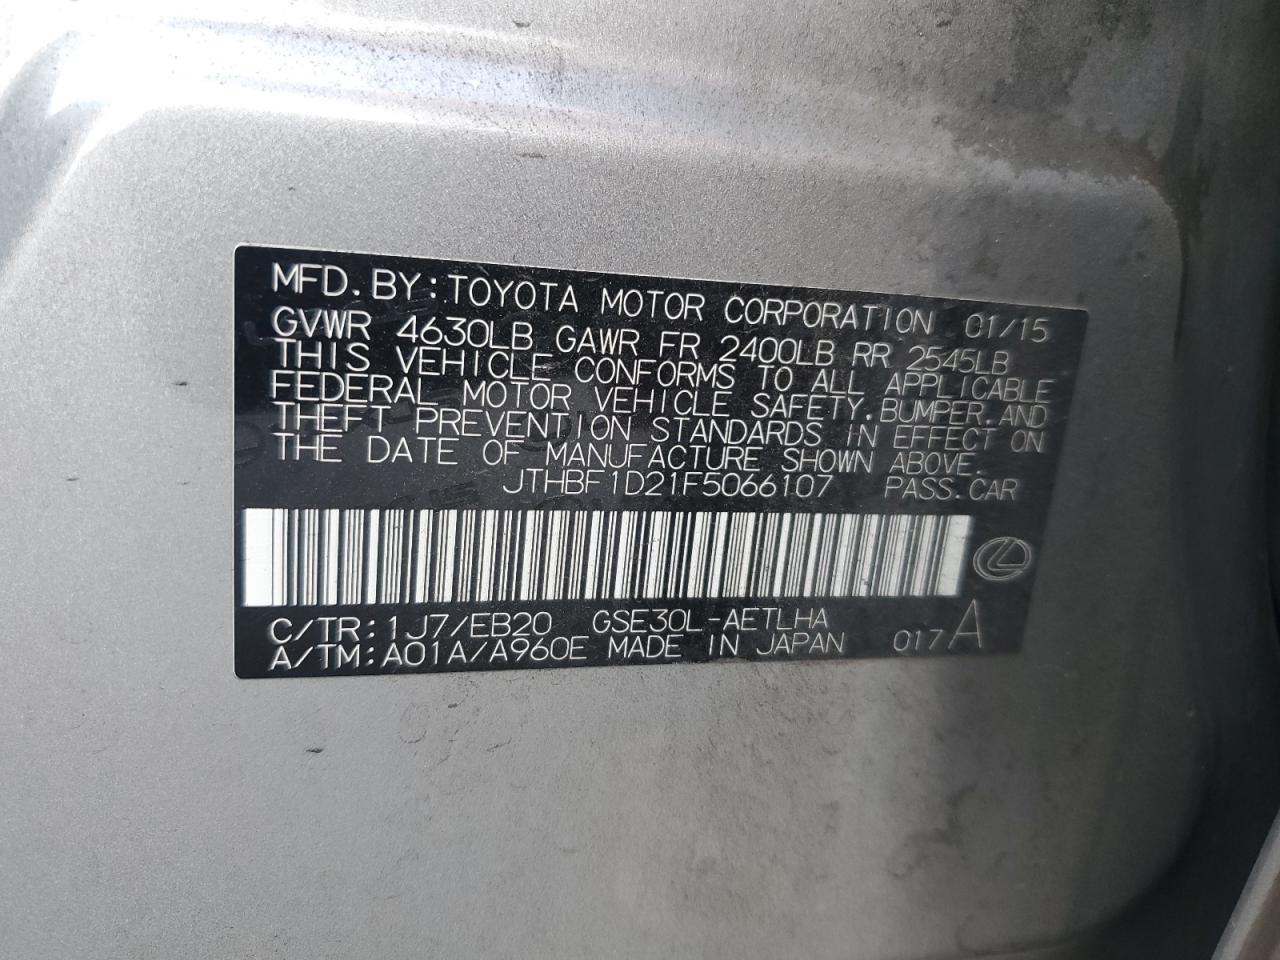 MFD. BY: TOYOTA MOTOR CORPORATION 01/15
GVWR 4630LB GAWR FR 2400LB RR 2545LB
THIS VEHICLE CONFORMS TO ALL APPLICABLE
FEDERAL MOTOR VEHICLE SAFETY, BUMPER, AND
THEFT PREVENTION STANDARDS IN EFFECT ON
THE DATE OF MANUFACTURE SHOWN ABOVE.
JTHBF1D21F5066107 PASS. CAR
C/TR: 1J7/EB20 GSE30L-AETLHA
A/TM: A01A/A960E MADE IN JAPAN 017A